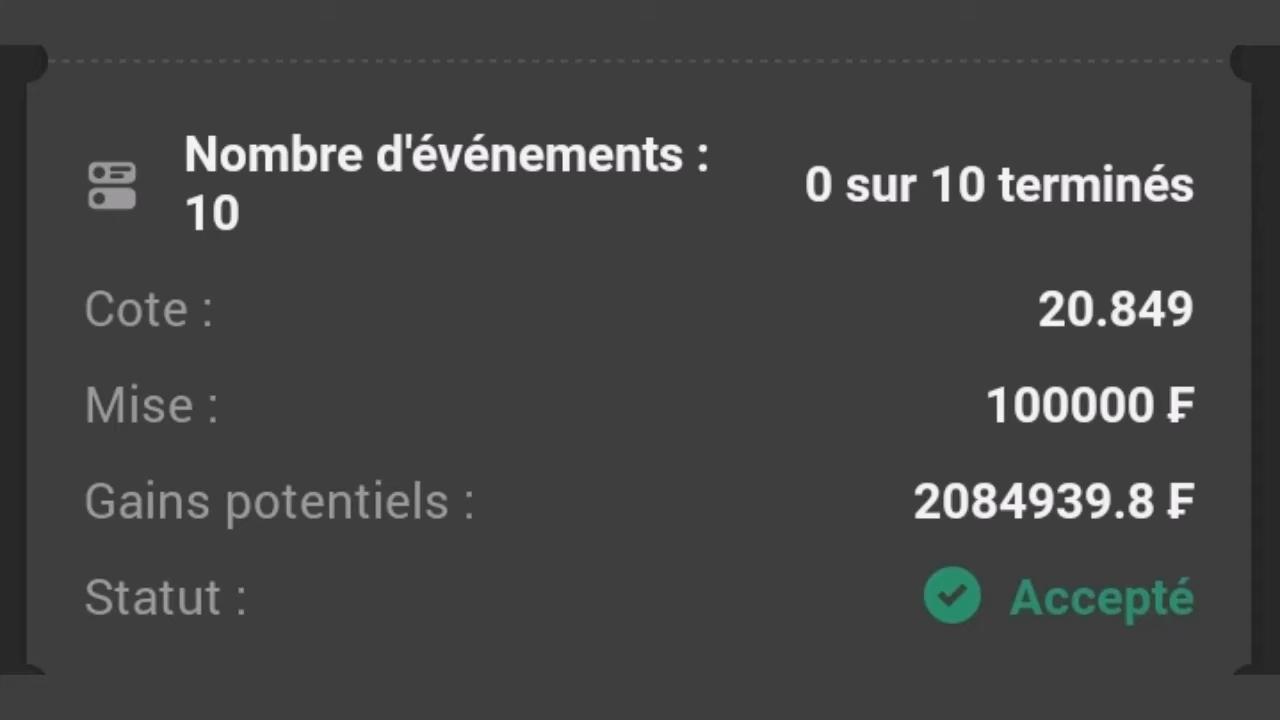 Nombre d'événements :
10
0 sur 10 terminés
Cote :
20.849
Mise :
100000 ₣
Gains potentiels :
2084939.8 ₣
Statut :
Accepté